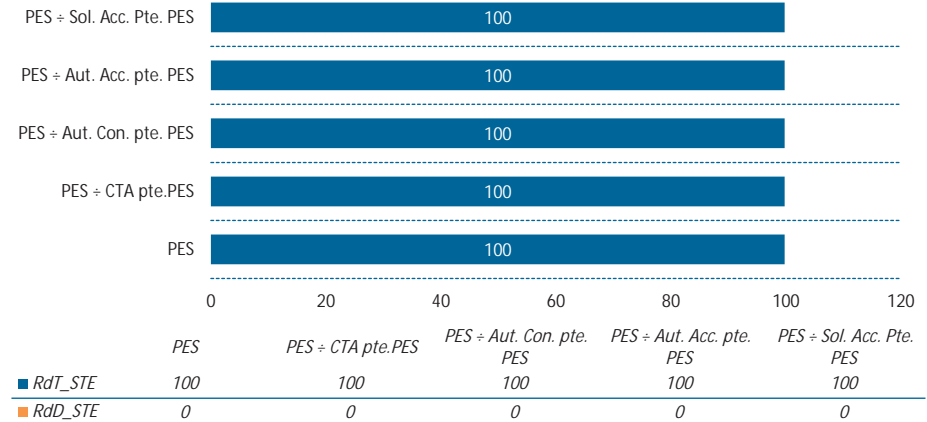 PES ÷ Sol. Acc. Pte. PES
100
PES ÷ Aut. Acc. pte. PES
100
PES ÷ Aut. Con. pte. PES
100
PES ÷ CTA pte.PES
100
PES
100
0 20 40 60 80 100 120
PES PES ÷ CTA pte.PES PES ÷ Aut. Con. pte. PES PES ÷ Aut. Acc. pte. PES PES ÷ Sol. Acc. Pte. PES
RdT_STE 100 100 100 100 100
RdD_STE 0 0 0 0 0